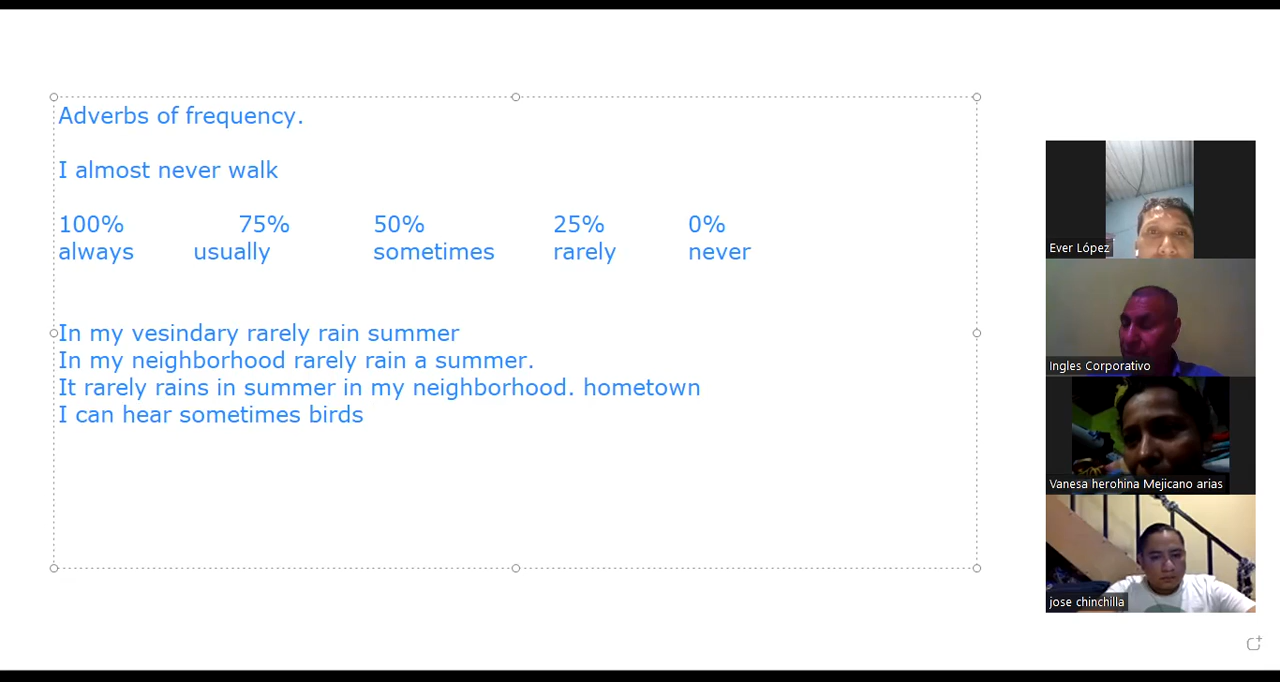 Adverbs of frequency.
I almost never walk
100% 75% 50% 25% 0%
always usually sometimes rarely never
In my vesindary rarely rain summer
In my neighborhood rarely rain a summer.
It rarely rains in summer in my neighborhood. hometown
I can hear sometimes birds
Ever López
Ingles Corporativo
Vanesa herohina Mejicano arias
jose chinchilla